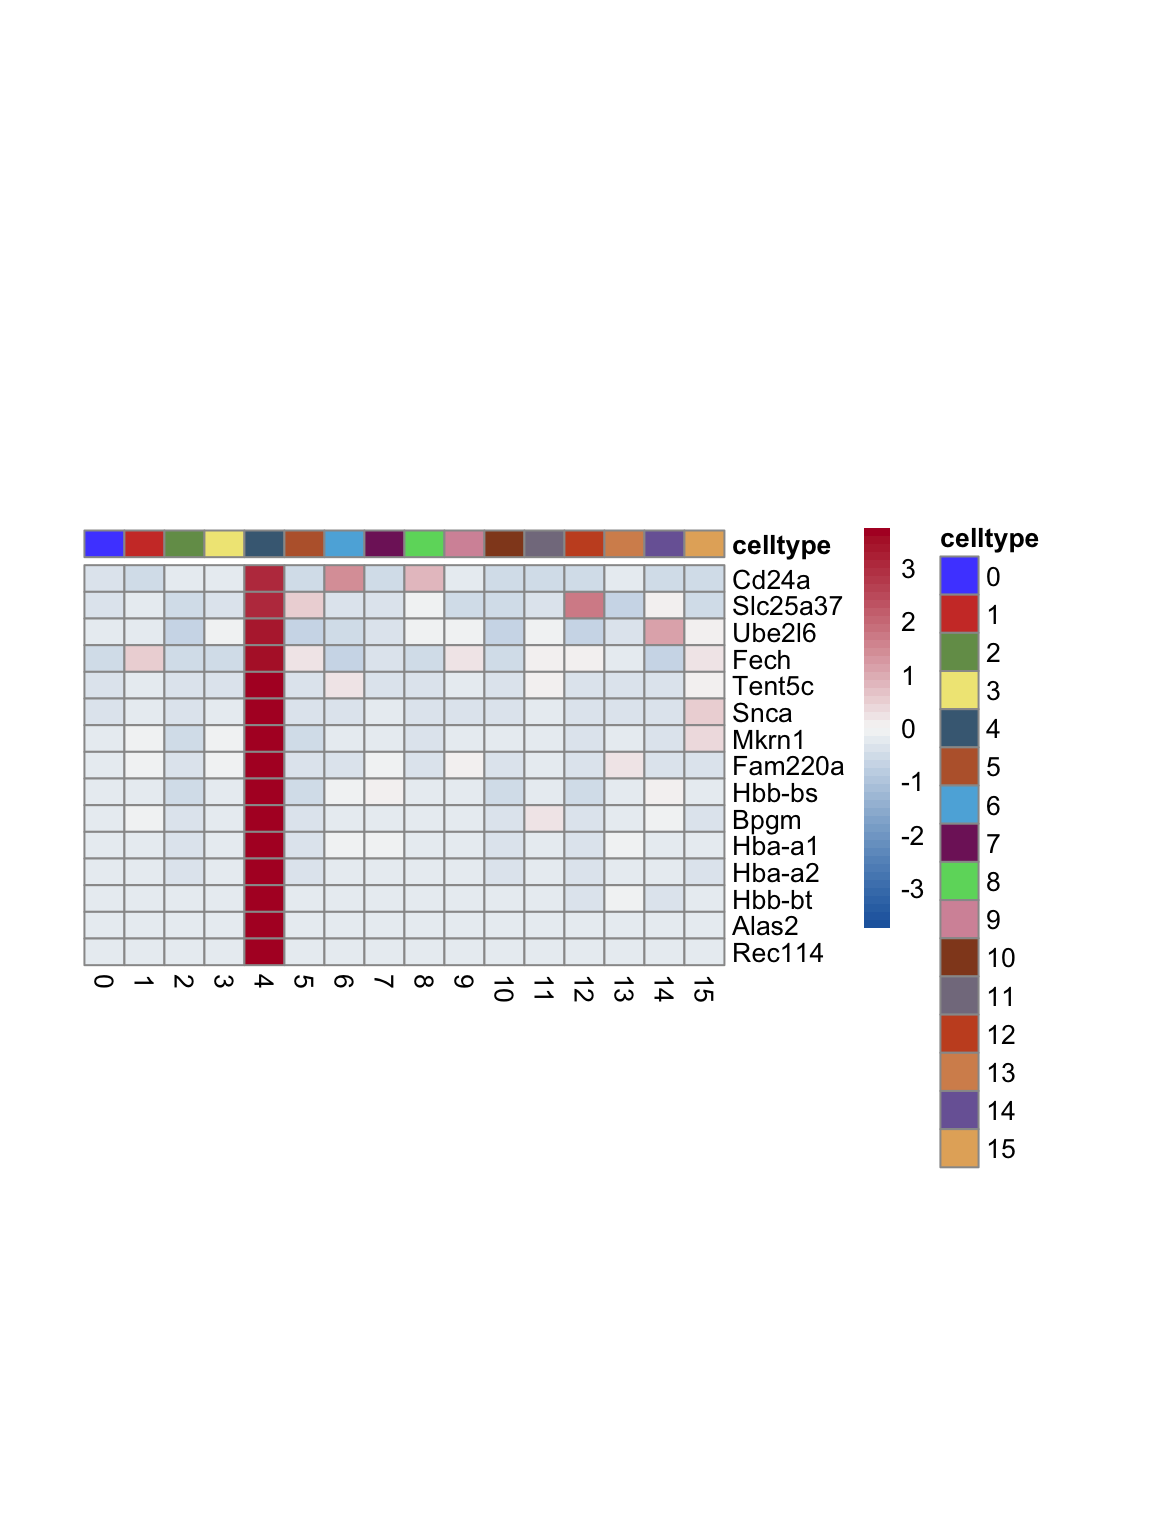 celltype
Cd24a
Slc25a37
Ube2l6
Fech
Tent5c
Snca
Mkrn1
Fam220a
Hbb-bs
Bpgm
Hba-a1
Hba-a2
Hbb-bt
Alas2
Rec114
0 1 2 3 4 5 6 7 8 9 10 11 12 13 14 15
3
2
1
0
-1
-2
-3
celltype
0
1
2
3
4
5
6
7
8
9
10
11
12
13
14
15